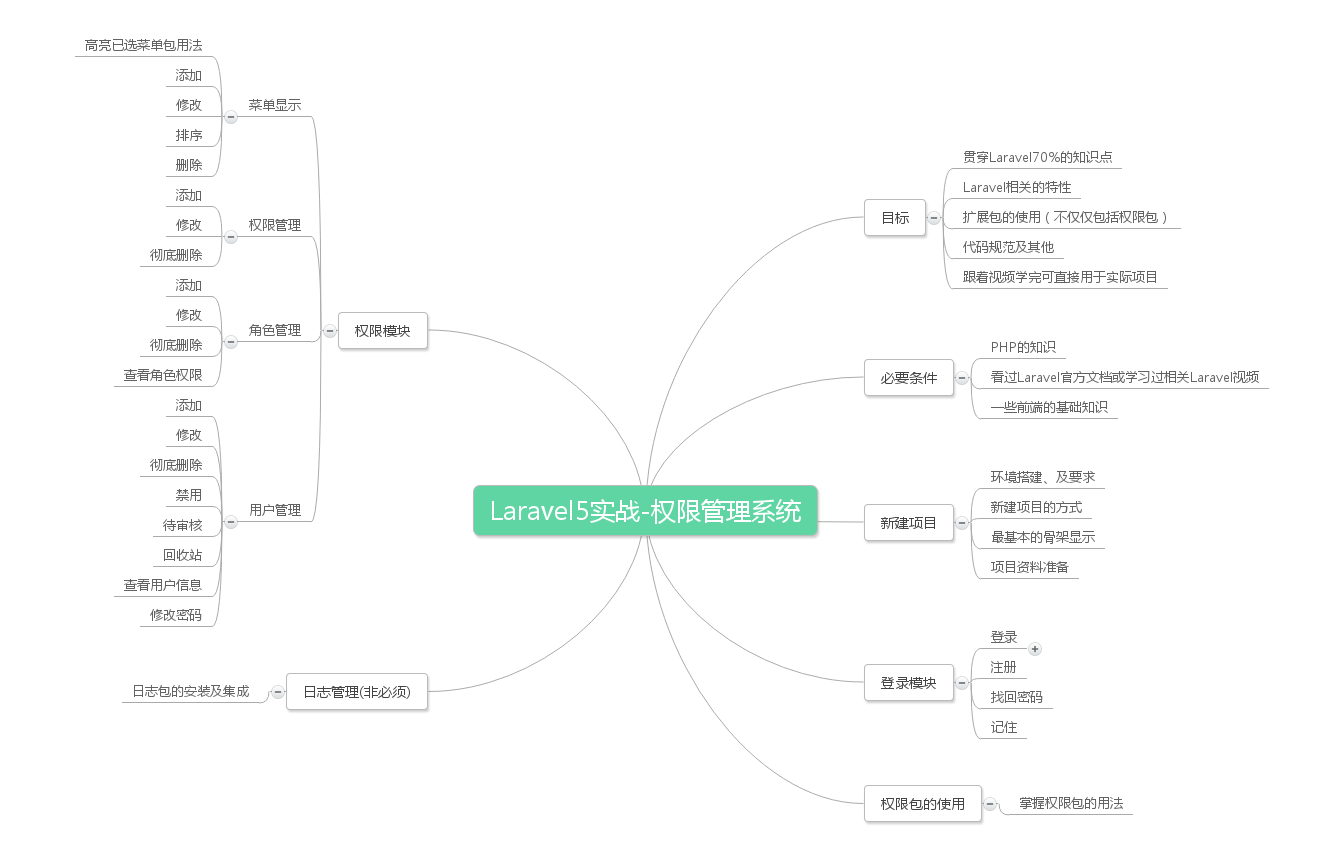 Laravel5实战-权限管理系统
目标
贯穿Laravel70%的知识点
Laravel相关的特性
扩展包的使用（不仅仅包括权限包）
代码规范及其他
跟着视频学完可直接用于实际项目
必要条件
PHP的知识
看过Laravel官方文档或学习过相关Laravel视频
一些前端的基础知识
新建项目
环境搭建、及要求
新建项目的方式
最基本的骨架显示
项目资料准备
登录模块
登录
注册
找回密码
记住
权限包的使用
掌握权限包的用法
权限模块
菜单显示
高亮已选菜单包用法
添加
修改
排序
删除
权限管理
添加
修改
彻底删除
角色管理
添加
修改
彻底删除
查看角色权限
用户管理
添加
修改
彻底删除
禁用
待审核
回收站
查看用户信息
修改密码
日志管理(非必须)
日志包的安装及集成